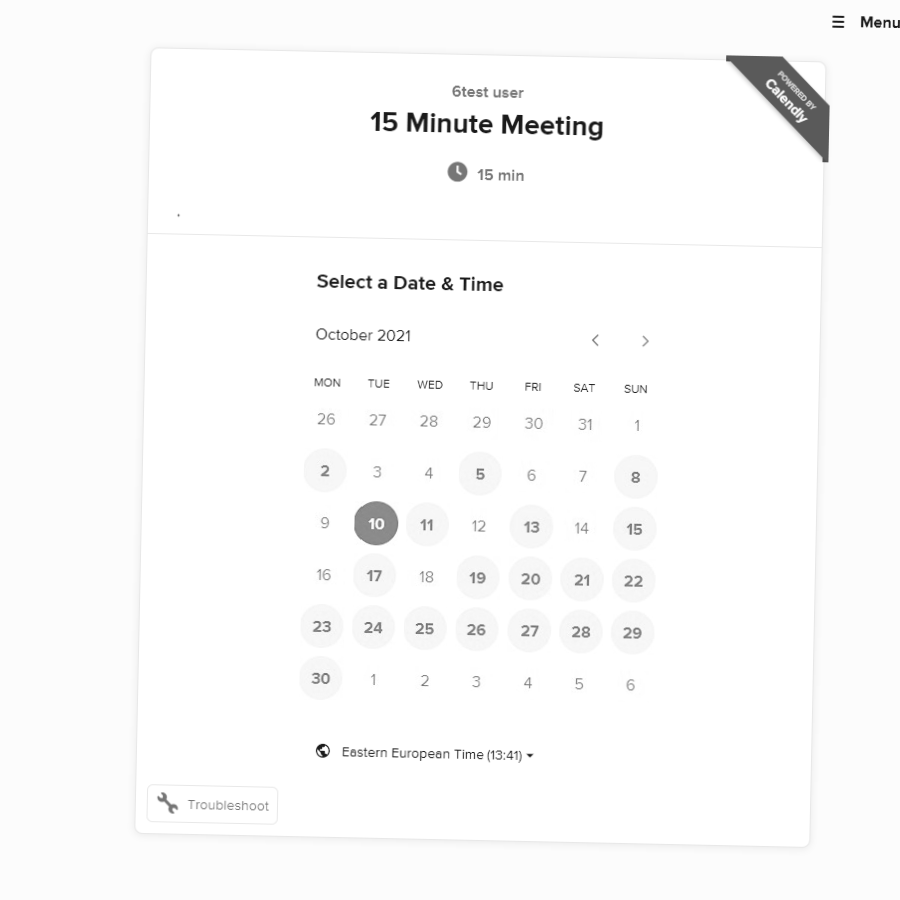 ☰ Menu
POWERED BY
Calendly
6test user
15 Minute Meeting
15 min
.
Select a Date & Time
October 2021
MON TUE WED THU FRI SAT SUN
26 27 28 29 30 31 1
2 3 4 5 6 7 8
9 10 11 12 13 14 15
16 17 18 19 20 21 22
23 24 25 26 27 28 29
30 1 2 3 4 5 6
Eastern European Time (13:41)
Troubleshoot